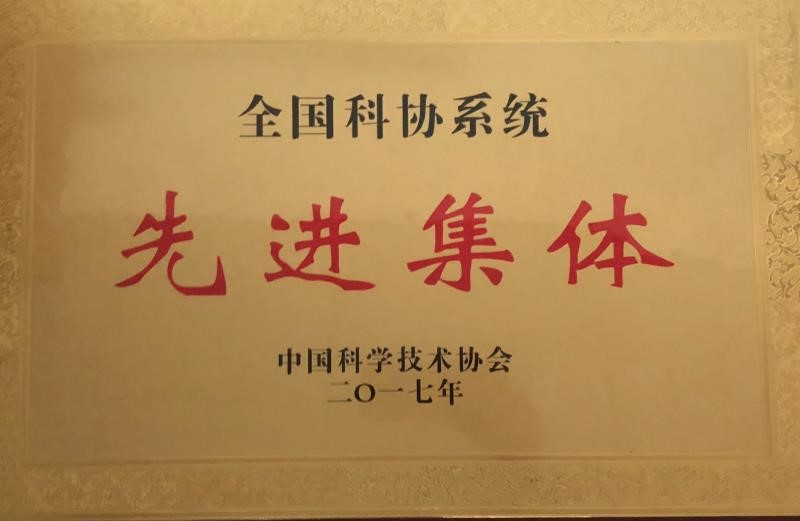 全国科协系统
先进集体
中国科学技术协会
二〇一七年